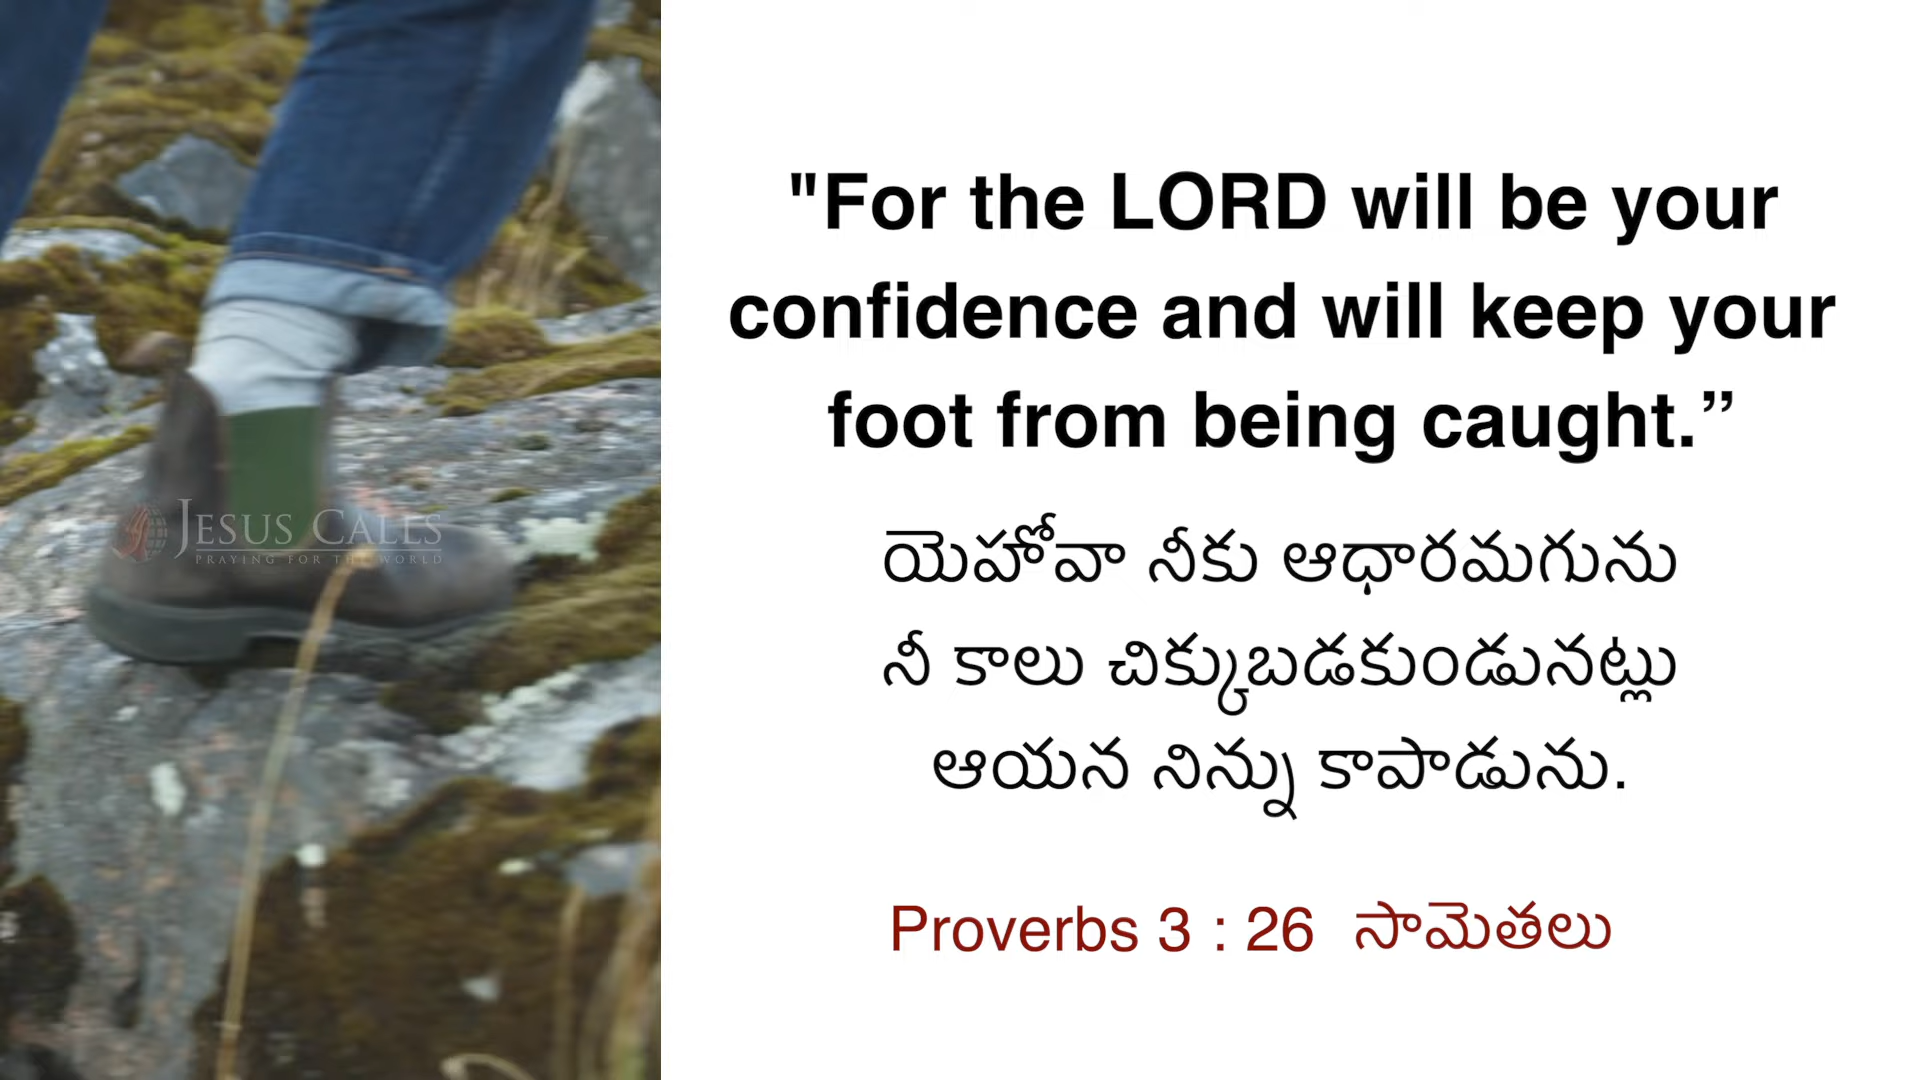 "For the LORD will be your
confidence and will keep your
foot from being caught.”
యెహోవా నీకు ఆధారమగును
నీ కాలు చిక్కుబడకుండునట్లు
ఆయన నిన్ను కాపాడును.
Proverbs 3 : 26 సామెతలు
JESUS CALLS
PRAYING FOR THE WORLD